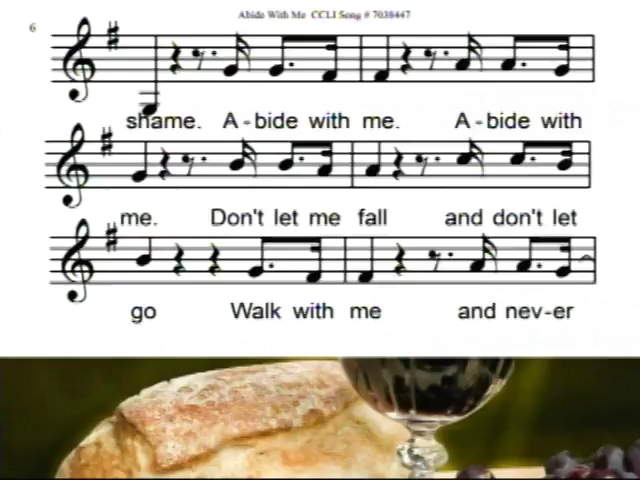 Abide With Me CCLI Song # 7038447
6
shame. A-bide with me. A-bide with
me. Don't let me fall and don't let
go Walk with me and nev-er